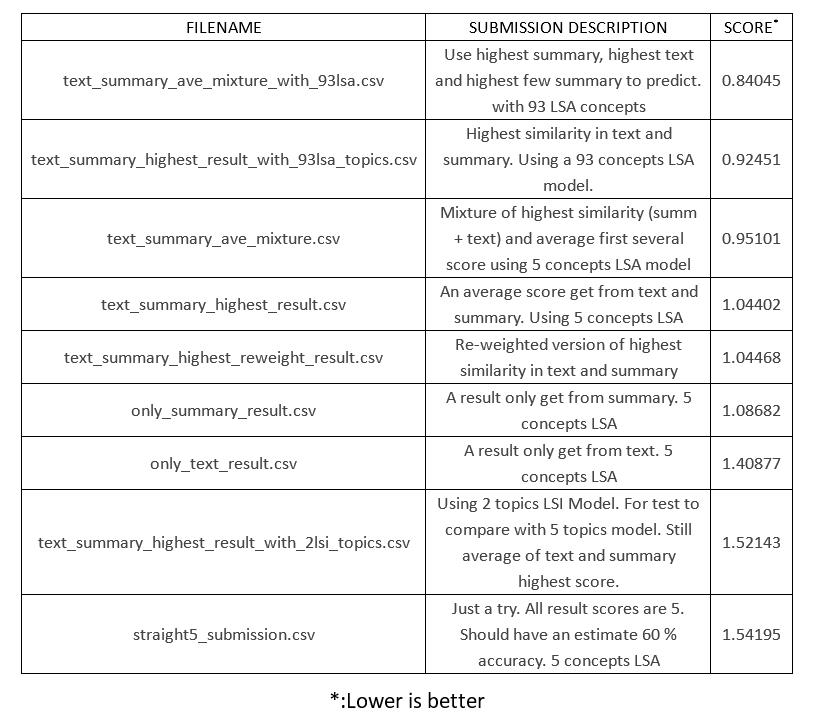 FILENAME SUBMISSION DESCRIPTION SCORE*
Use highest summary, highest text
text_summary_ave_mixture_with_93lsa.csv and highest few summary to predict. 0.84045
with 93 LSA concepts
Highest similarity in text and
text_summary_highest_result_with_93lsa_topics.csv summary. Using a 93 concepts LSA 0.92451
model.
Mixture of highest similarity (summ
text_summary_ave_mixture.csv + text) and average first several 0.95101
score using 5 concepts LSA model
An average score get from text and
text_summary_highest_result.csv 1.04402
summary. Using 5 concepts LSA
Re-weighted version of highest
text_summary_highest_reweight_result.csv 1.04468
similarity in text and summary
A result only get from summary. 5
only_summary_result.csv 1.08682
concepts LSA
A result only get from text. 5
only_text_result.csv 1.40877
concepts LSA
Using 2 topics LSI Model. For test to
compare with 5 topics model. Still
text_summary_highest_result_with_2lsi_topics.csv 1.52143
average of text and summary
highest score.
Just a try. All result scores are 5.
straight5_submission.csv Should have an estimate 60 % 1.54195
accuracy. 5 concepts LSA
*:Lower is better